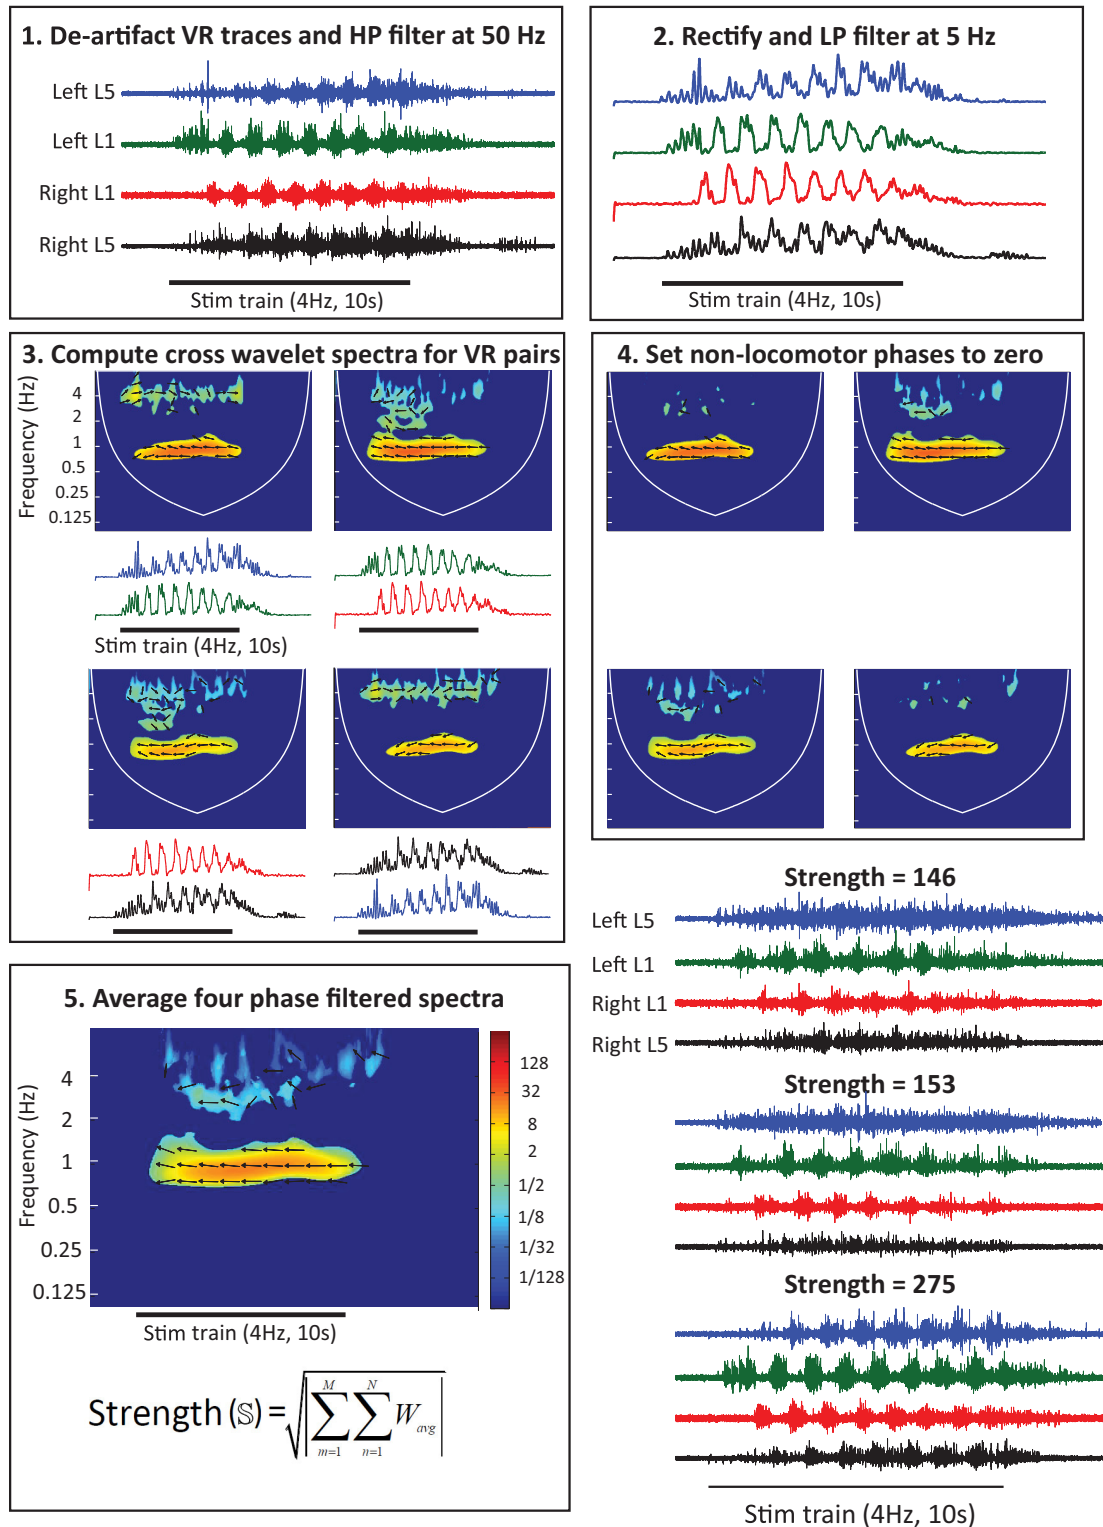 1. De-artifact VR traces and HP filter at 50 Hz
Left L5
Left L1
Right L1
Right L5
Stim train (4Hz, 10s)
2. Rectify and LP filter at 5 Hz
Stim train (4Hz, 10s)
3. Compute cross wavelet spectra for VR pairs
Frequency (Hz)
4
2
1
0.5
0.25
0.125
Stim train (4Hz, 10s)
4. Set non-locomotor phases to zero
5. Average four phase filtered spectra
Frequency (Hz)
4
2
1
0.5
0.25
0.125
128
32
8
2
1/2
1/8
1/32
1/128
Stim train (4Hz, 10s)
Strength (𝕊) = √|∑_{m=1}^{M} ∑_{n=1}^{N} W_{avg}|
Strength = 146
Left L5
Left L1
Right L1
Right L5
Strength = 153
Strength = 275
Stim train (4Hz, 10s)